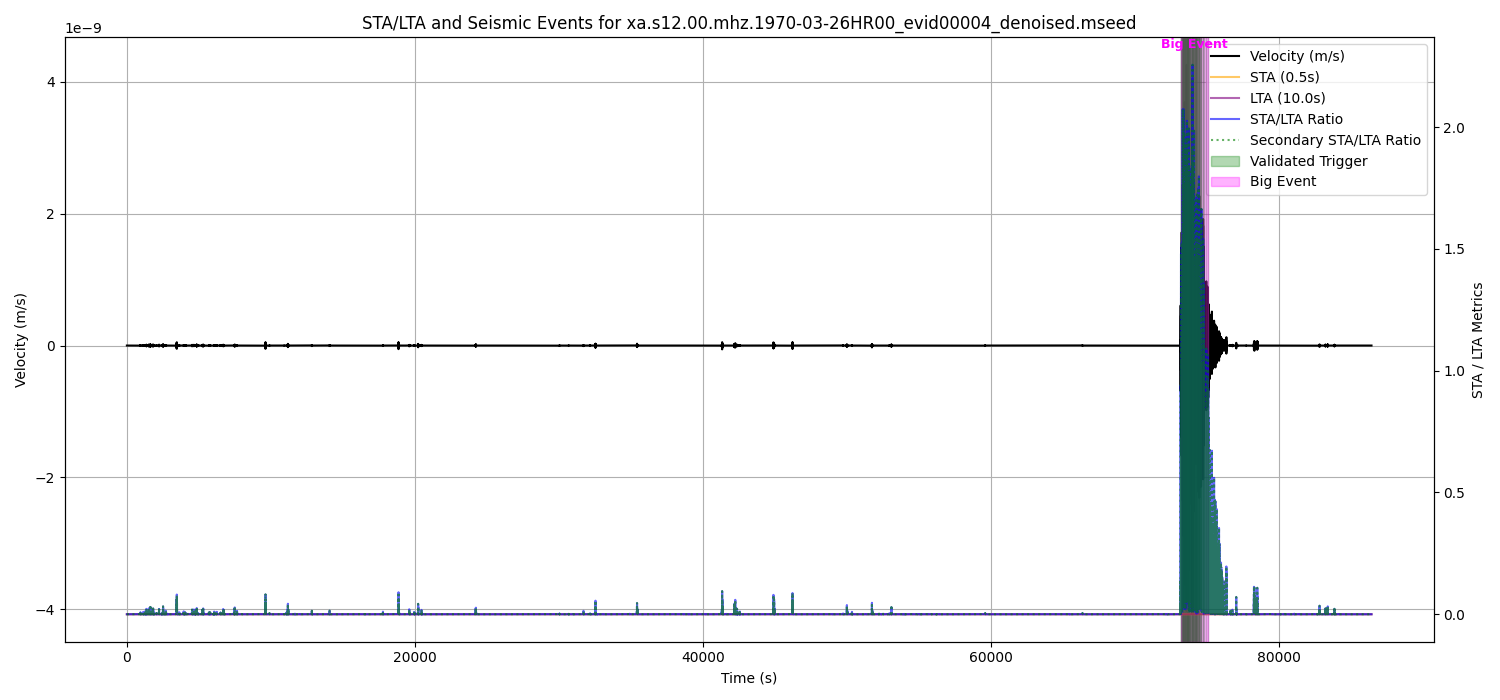 STA/LTA and Seismic Events for xa.s12.00.mhz.1970-03-26HR00_evid00004_denoised.mseed
1e−9
Big Event
Velocity (m/s)
STA (0.5s)
LTA (10.0s)
STA/LTA Ratio
Secondary STA/LTA Ratio
Validated Trigger
Big Event
4
2
0
−2
−4
Velocity (m/s)
2.0
1.5
1.0
0.5
0.0
STA / LTA Metrics
0
20000
40000
60000
80000
Time (s)